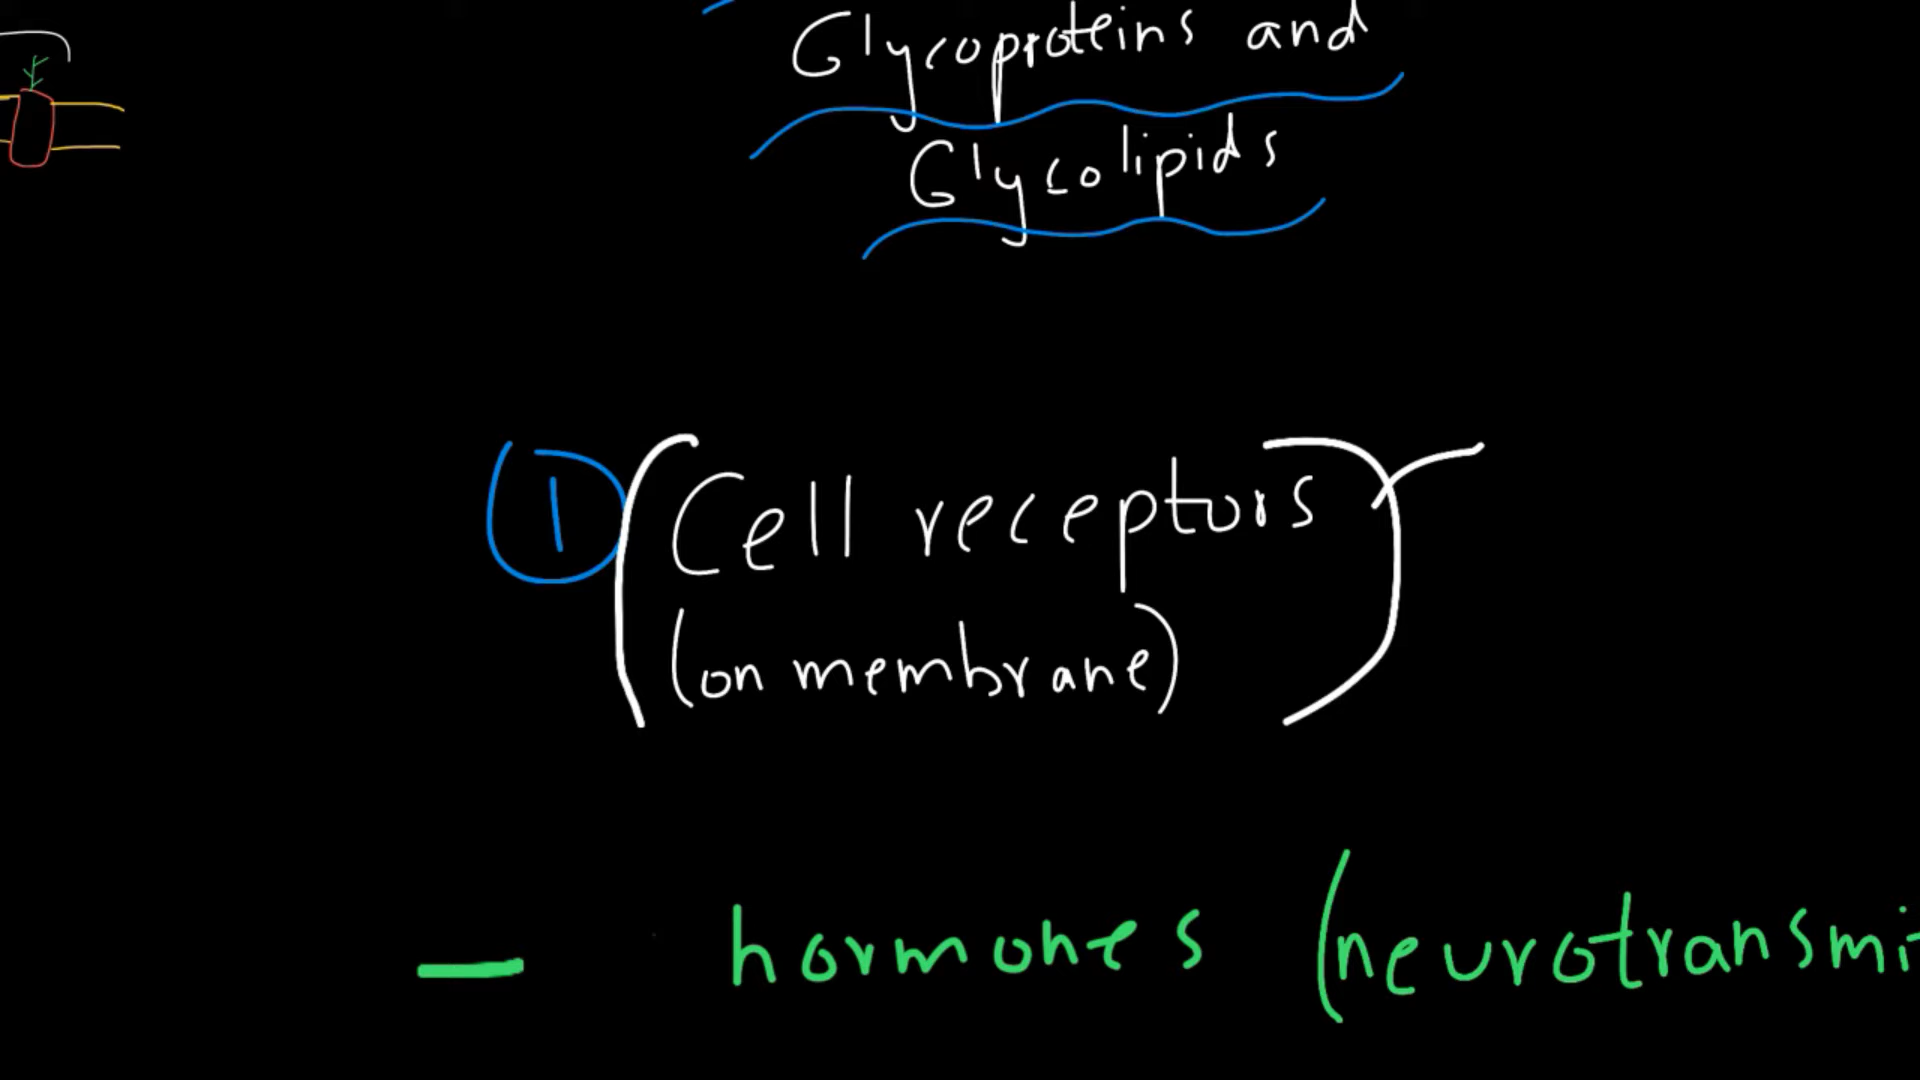 Glycoproteins and
Glycolipids
1 Cell receptors
(on membrane)
- hormones (neurotransmi